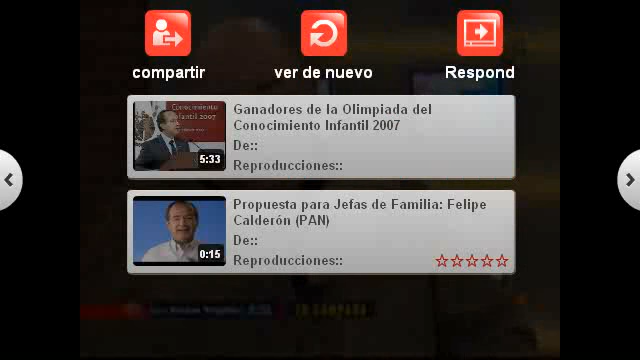 compartir
ver de nuevo
Respond
Conocimiento
Infantil 2007
5:33
Ganadores de la Olimpiada del
Conocimiento Infantil 2007
De::
Reproducciones::
0:15
Propuesta para Jefas de Familia: Felipe
Calderón (PAN)
De::
Reproducciones::